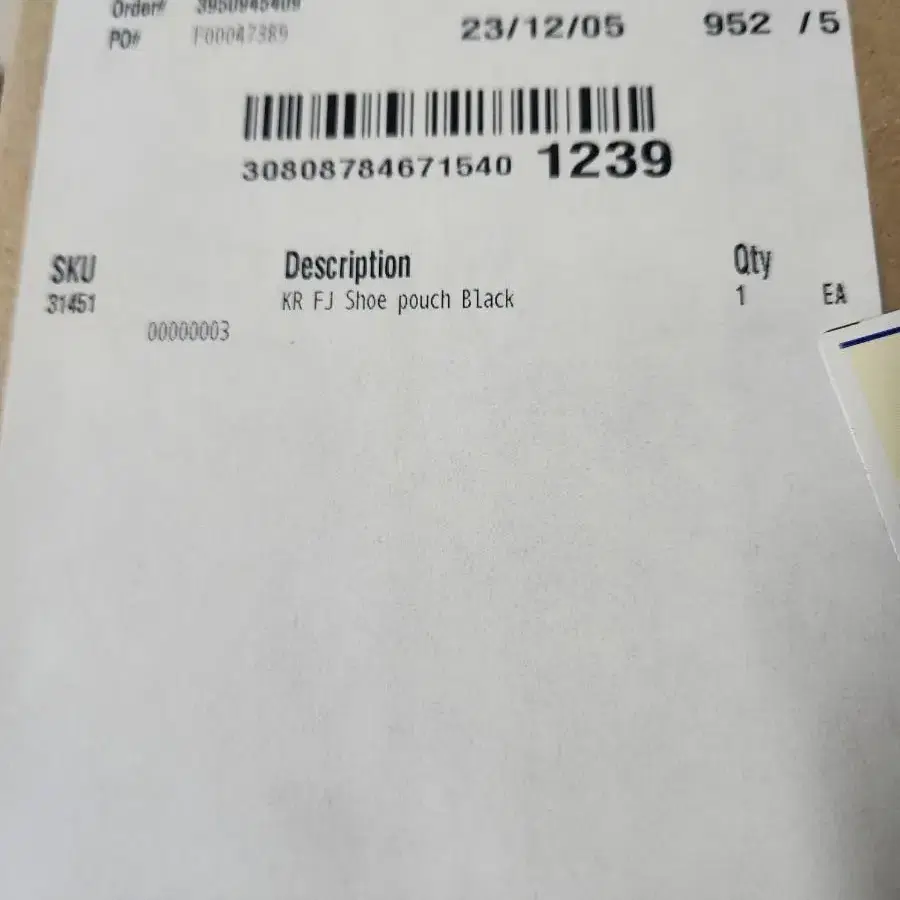 Order#
PO# F00047389 23/12/05 952 /5
30808784671540 1239
SKU Description Qty
31451 KR FJ Shoe pouch Black 1 EA
00000003